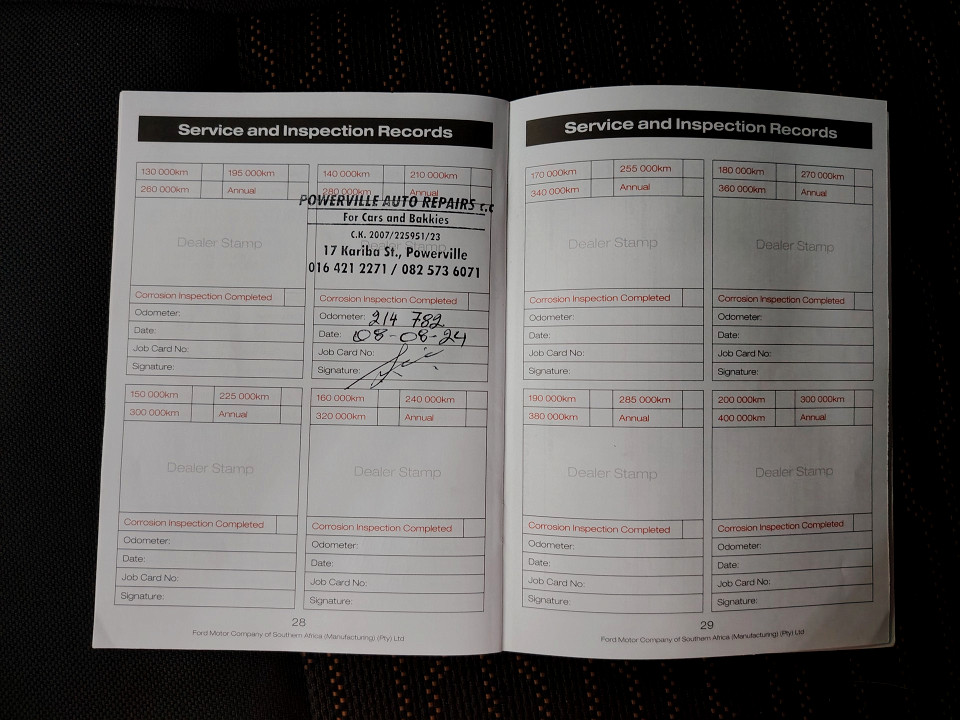 Service and Inspection Records
130 000km 195 000km
260 000km Annual
Dealer Stamp
Corrosion Inspection Completed
Odometer:
Date:
Job Card No:
Signature:
140 000km 210 000km
280 000km Annual
POWERVILLE AUTO REPAIRS c.c
For Cars and Bakkies
C.K. 2007/225951/23
Dealer Stamp
17 Kariba St., Powerville
016 421 2271 / 082 573 6071
Corrosion Inspection Completed
Odometer: 214 782
Date: 08-08-24
Job Card No:
Signature:
150 000km 225 000km
300 000km Annual
Dealer Stamp
Corrosion Inspection Completed
Odometer:
Date:
Job Card No:
Signature:
160 000km 240 000km
320 000km Annual
Dealer Stamp
Corrosion Inspection Completed
Odometer:
Date:
Job Card No:
Signature:
28
Ford Motor Company of Southern Africa (Manufacturing) (Pty) Ltd
Service and Inspection Records
170 000km 255 000km
340 000km Annual
Dealer Stamp
Corrosion Inspection Completed
Odometer:
Date:
Job Card No:
Signature:
180 000km 270 000km
360 000km Annual
Dealer Stamp
Corrosion Inspection Completed
Odometer:
Date:
Job Card No:
Signature:
190 000km 285 000km
380 000km Annual
Dealer Stamp
Corrosion Inspection Completed
Odometer:
Date:
Job Card No:
Signature:
200 000km 300 000km
400 000km Annual
Dealer Stamp
Corrosion Inspection Completed
Odometer:
Date:
Job Card No:
Signature:
29
Ford Motor Company of Southern Africa (Manufacturing) (Pty) Ltd